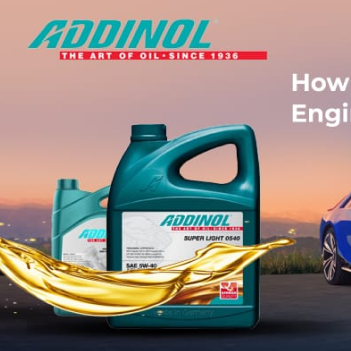 ADDINOL
THE ART OF OIL · SINCE 1936
How
Engi
ADDINOL
ADDINOL
THE ART OF OIL · SINCE 1936
SUPER LIGHT 0540
SAE 5W-40